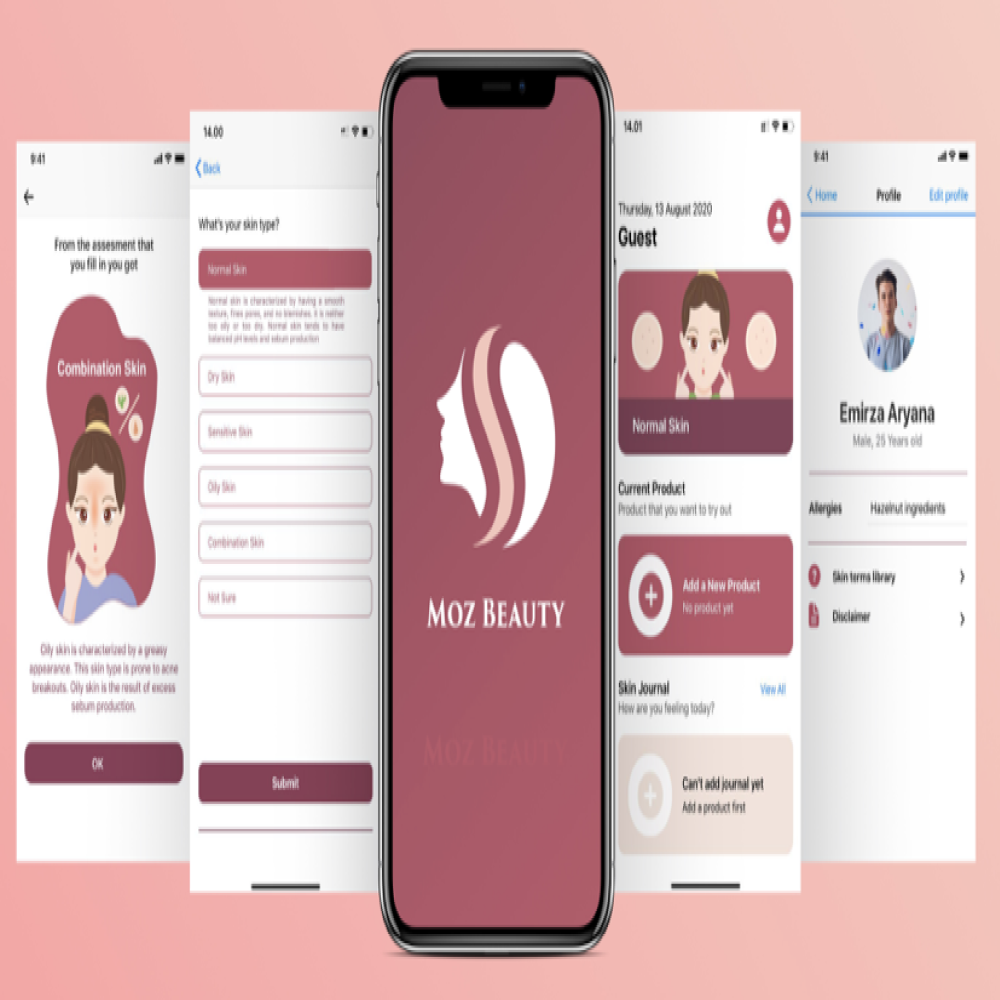 9:41
From the assesment that
you fill in you got
Combination Skin
Oily skin is characterized by a greasy
appearance. This skin type is prone to acne
breakouts. Oily skin is the result of excess
sebum production.
OK
14.00
Back
What's your skin type?
Normal Skin
Normal skin is characterized by having a smooth
texture, fines pores, and no blemishes. It is neither
too oily or too dry. Normal skin tends to have
balanced pH levels and sebum production
Dry Skin
Sensitive Skin
Oily Skin
Combination Skin
Not Sure
Submit
MOZ BEAUTY
MOZ BEAUTY
14.01
Thursday, 13 August 2020
Guest
Normal Skin
Current Product
Product that you want to try out
Add a New Product
No product yet
Skin Journal
View All
How are you feeling today?
Can't add journal yet
Add a product first
9:41
Home
Profile
Edit profile
Emirza Aryana
Male, 25 Years old
Allergies
Hazelnut ingredients
Skin terms library
Disclaimer